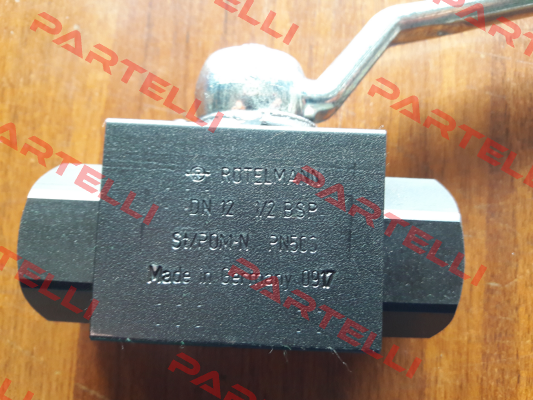 ROTELMANN
DN 12 1/2 BSP
St/POM-N PN500
Made in Germany 0917
PARTELLI
PARTELLI
PARTELLI
PARTELLI
PARTELLI
PARTELLI